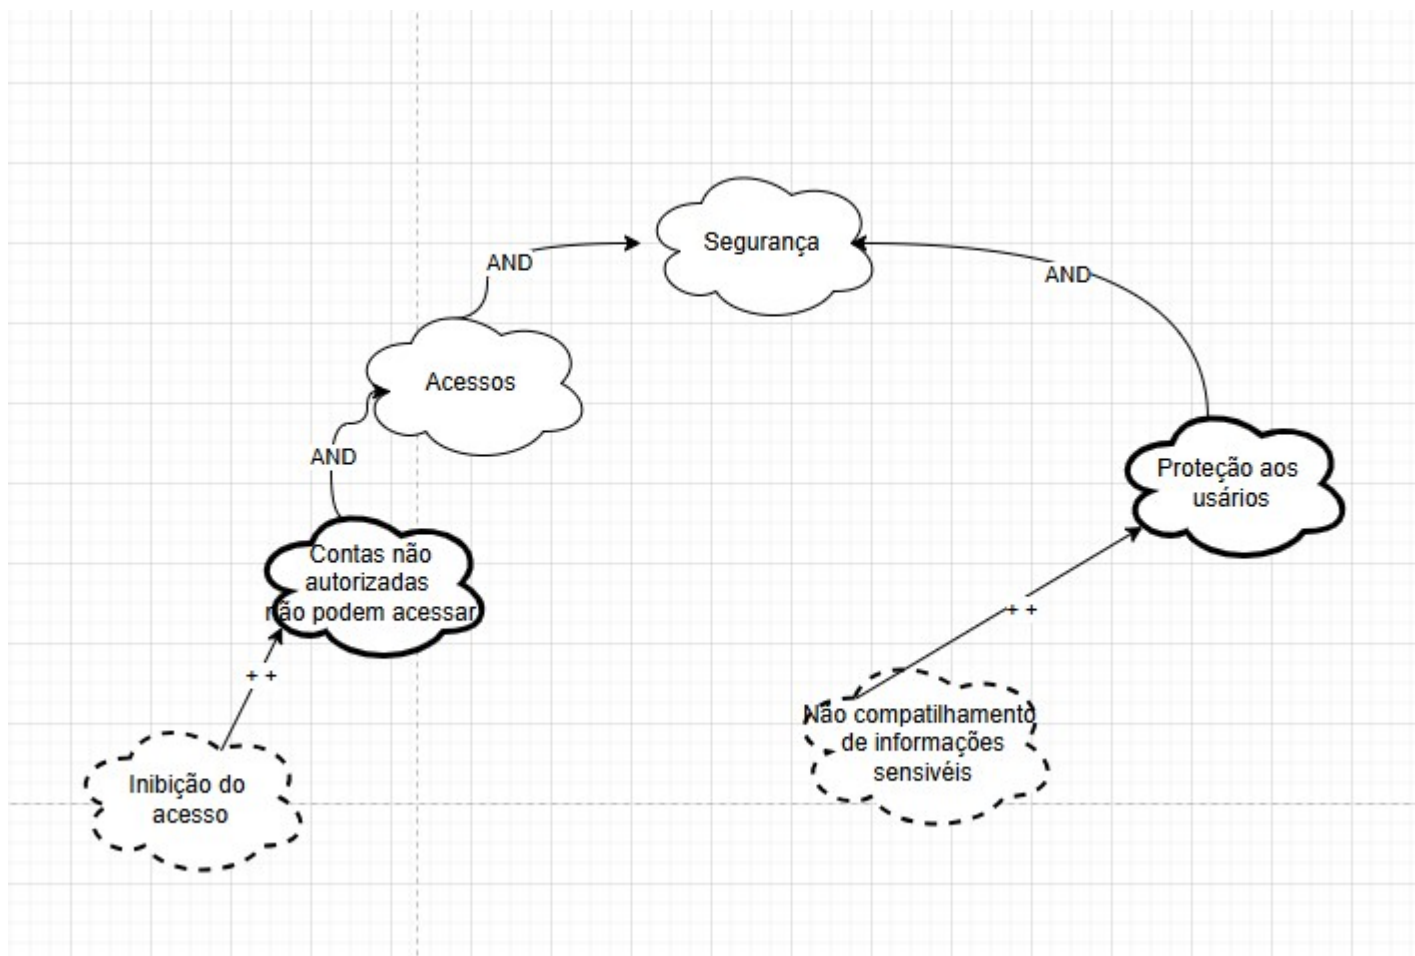 Segurança
AND
AND
Acessos
AND
Proteção aos
usários
Contas não
autorizadas
não podem acessar
+ +
+ +
Não compatilhamento
de informações
sensivéis
Inibição do
acesso